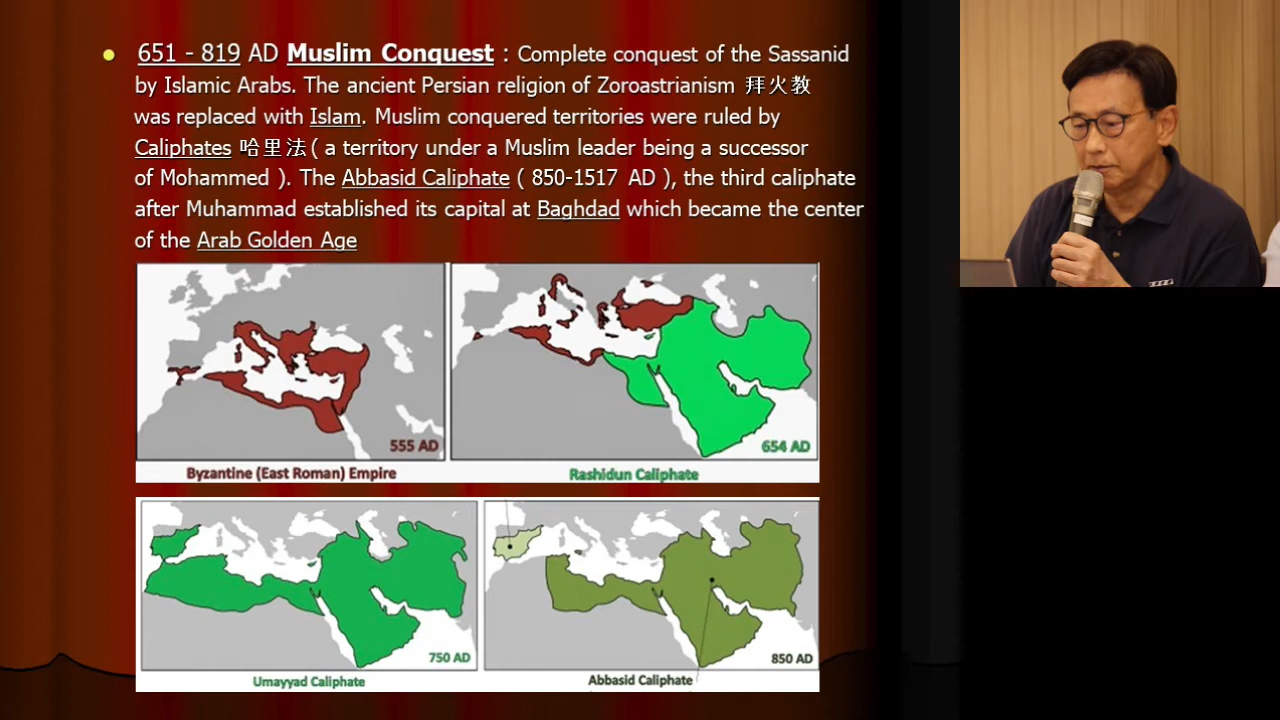 651 - 819 AD Muslim Conquest : Complete conquest of the Sassanid
by Islamic Arabs. The ancient Persian religion of Zoroastrianism 拜火教
was replaced with Islam. Muslim conquered territories were ruled by
Caliphates 哈里法 ( a territory under a Muslim leader being a successor
of Mohammed ). The Abbasid Caliphate ( 850-1517 AD ), the third caliphate
after Muhammad established its capital at Baghdad which became the center
of the Arab Golden Age
555 AD
Byzantine (East Roman) Empire
654 AD
Rashidun Caliphate
750 AD
Umayyad Caliphate
850 AD
Abbasid Caliphate